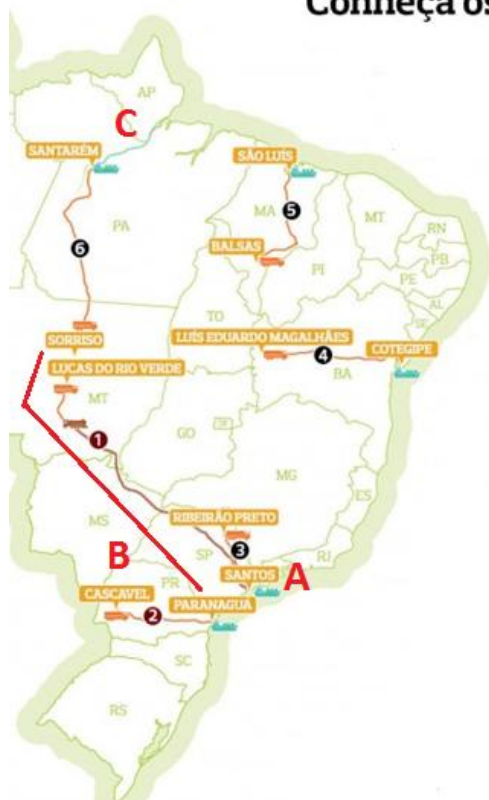 Conheça os
AP
C
SANTARÉM
SÃO LUÍS
MA
5
MT
RN
PA
6
BALSAS
PI
PB
PE
AL
SE
TO
SORRISO
LUÍS EDUARDO MAGALHÃES
4
COTEGIPE
BA
LUCAS DO RIO VERDE
MT
1
GO
DF
MG
ES
MS
RIBEIRÃO PRETO
3
SP
RJ
B
SANTOS
A
PR
CASCAVEL
2
PARANAGUÁ
SC
RS